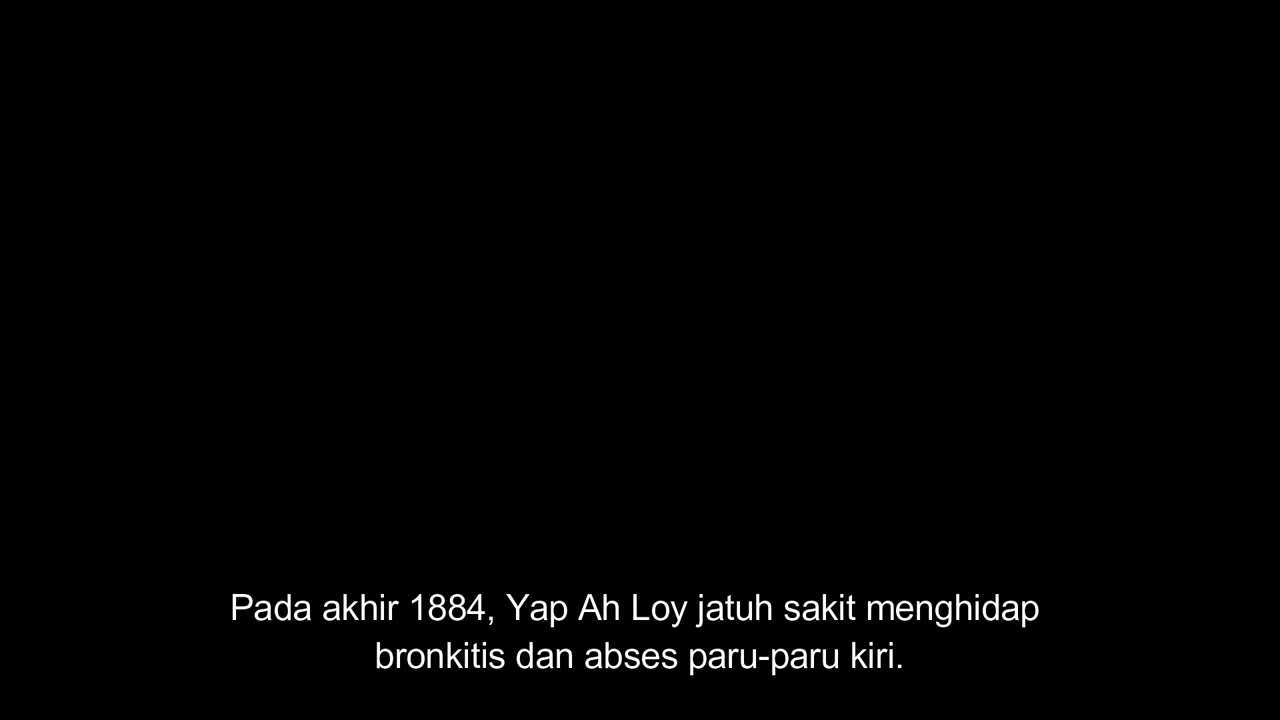 Pada akhir 1884, Yap Ah Loy jatuh sakit menghidap
bronkitis dan abses paru-paru kiri.